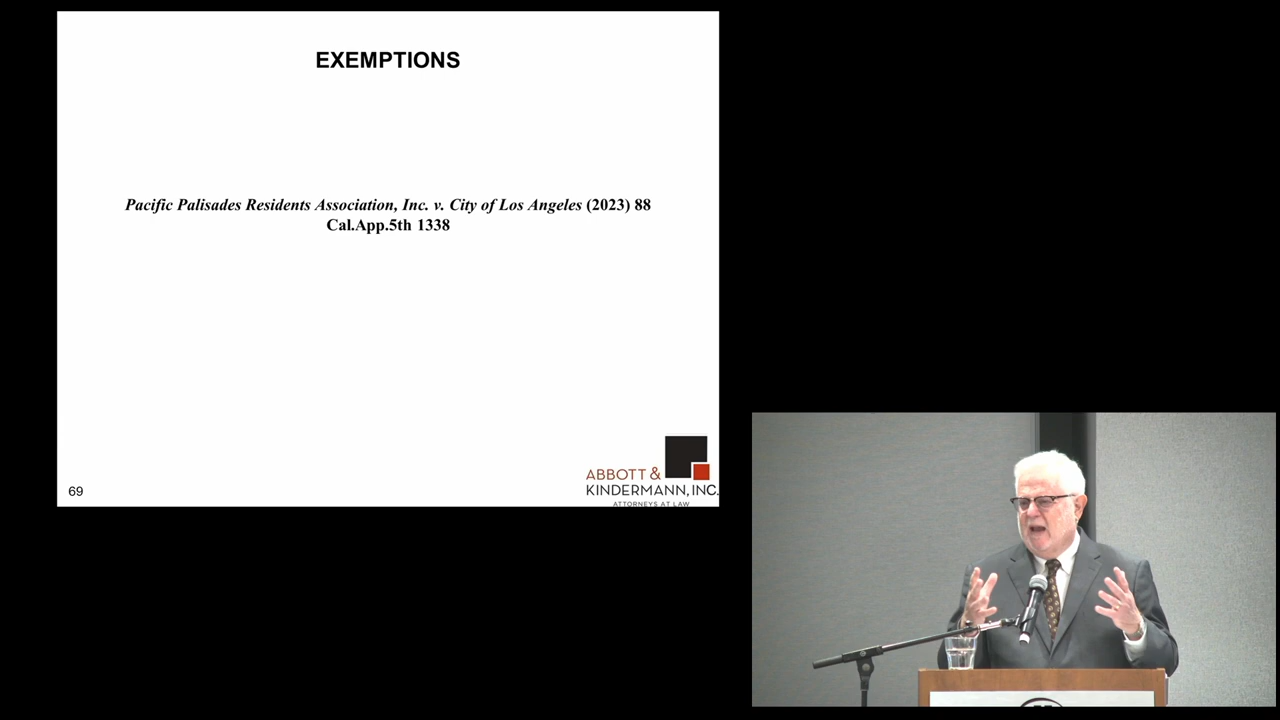 EXEMPTIONS
Pacific Palisades Residents Association, Inc. v. City of Los Angeles (2023) 88
Cal.App.5th 1338
69
ABBOTT &
KINDERMANN, INC.
ATTORNEYS AT LAW